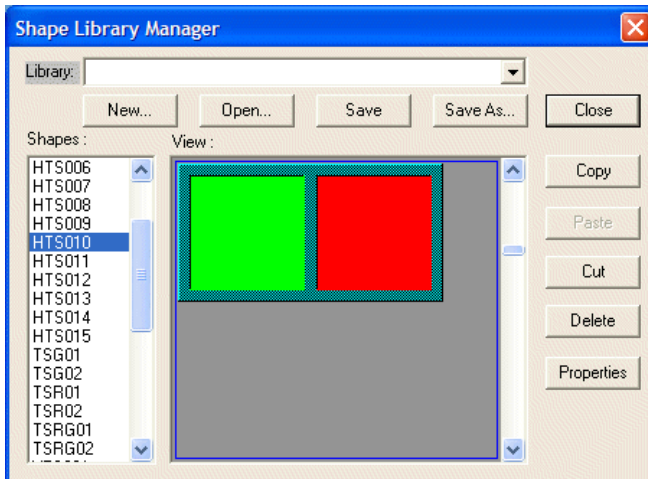 Shape Library Manager
Library:
New... Open... Save Save As... Close
Shapes : View :
HTS006
HTS007
HTS008
HTS009
HTS010
HTS011
HTS012
HTS013
HTS014
HTS015
TSG01
TSG02
TSR01
TSR02
TSRG01
TSRG02
Copy
Paste
Cut
Delete
Properties